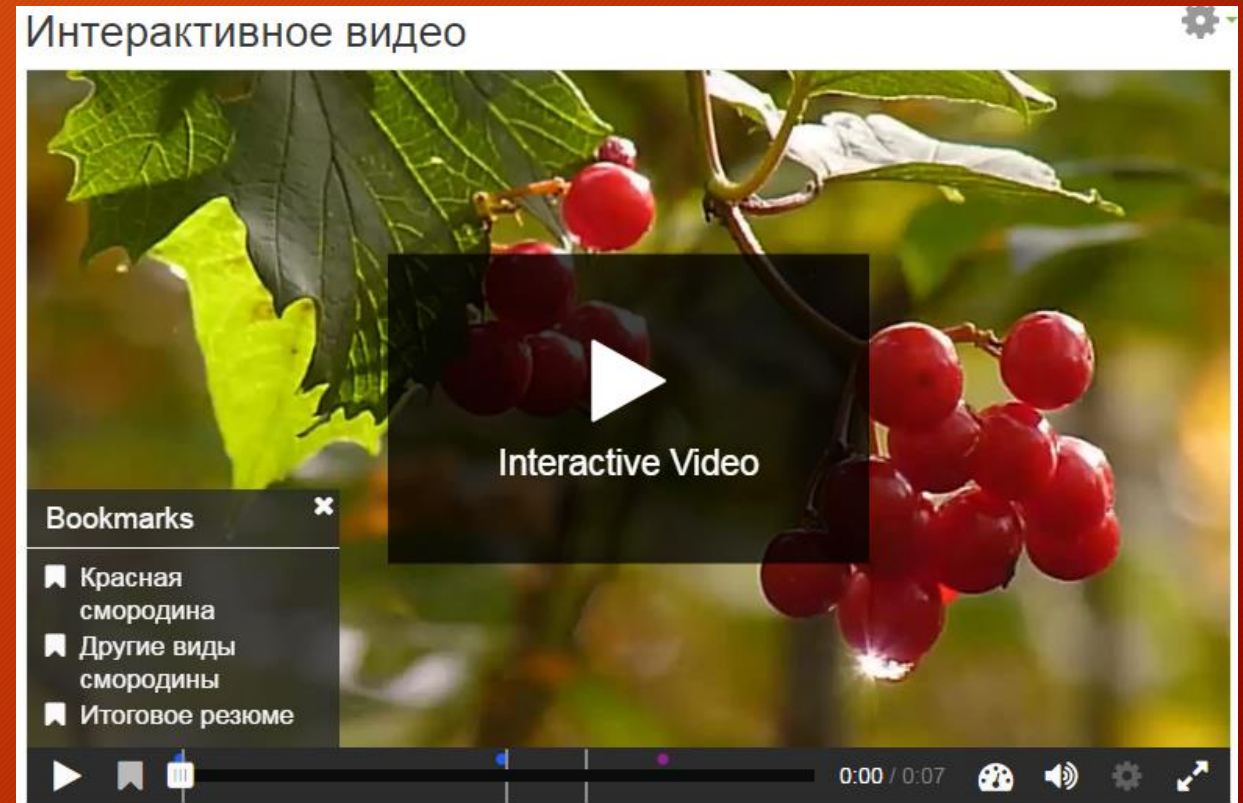 Интерактивное видео
Interactive Video
Bookmarks
Красная
смородина
Другие виды
смородины
Итоговое резюме
0:00 / 0:07